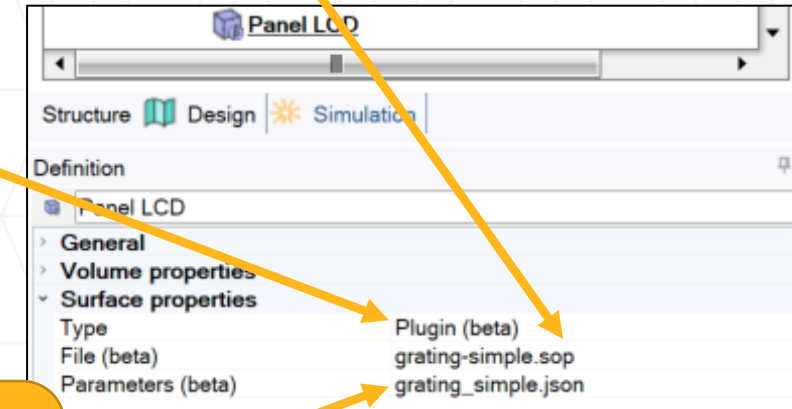 Panel LCD
Structure Design Simulation
Definition
Panel LCD
General
Volume properties
Surface properties
Type Plugin (beta)
File (beta) grating-simple.sop
Parameters (beta) grating_simple.json